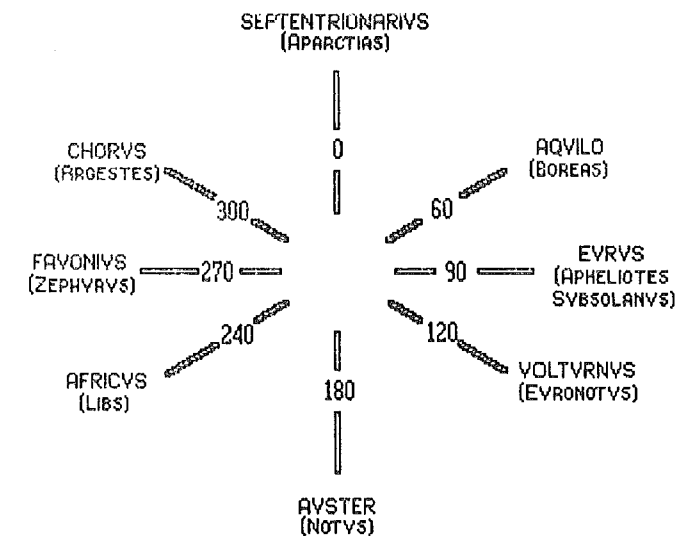 SEPTENTRIONARIVS
(APARCTIAS)
0
CHORVS
(ARGESTES)
300
AQVILO
(BOREAS)
60
FAVONIVS
(ZEPHYRVS)
270
90
EVRVS
(APHELIOTES
SVBSOLANVS)
240
AFRICVS
(LIBS)
120
VOLTVRNVS
(EVRONOTVS)
180
AVSTER
(NOTVS)